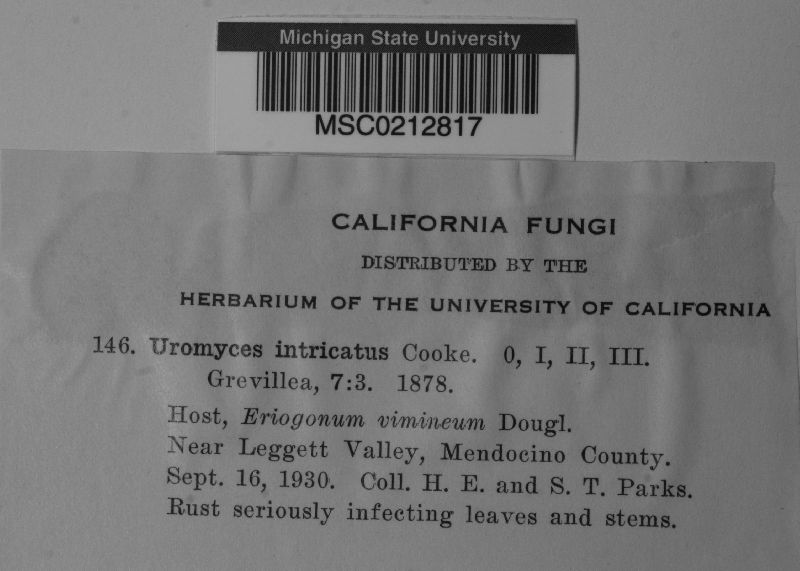 Michigan State University
MSC0212817
CALIFORNIA FUNGI
DISTRIBUTED BY THE
HERBARIUM OF THE UNIVERSITY OF CALIFORNIA
146. Uromyces intricatus Cooke. 0, I, II, III.
Grevillea, 7:3. 1878.
Host, Eriogonum vimineum Dougl.
Near Leggett Valley, Mendocino County.
Sept. 16, 1930. Coll. H. E. and S. T. Parks.
Rust seriously infecting leaves and stems.